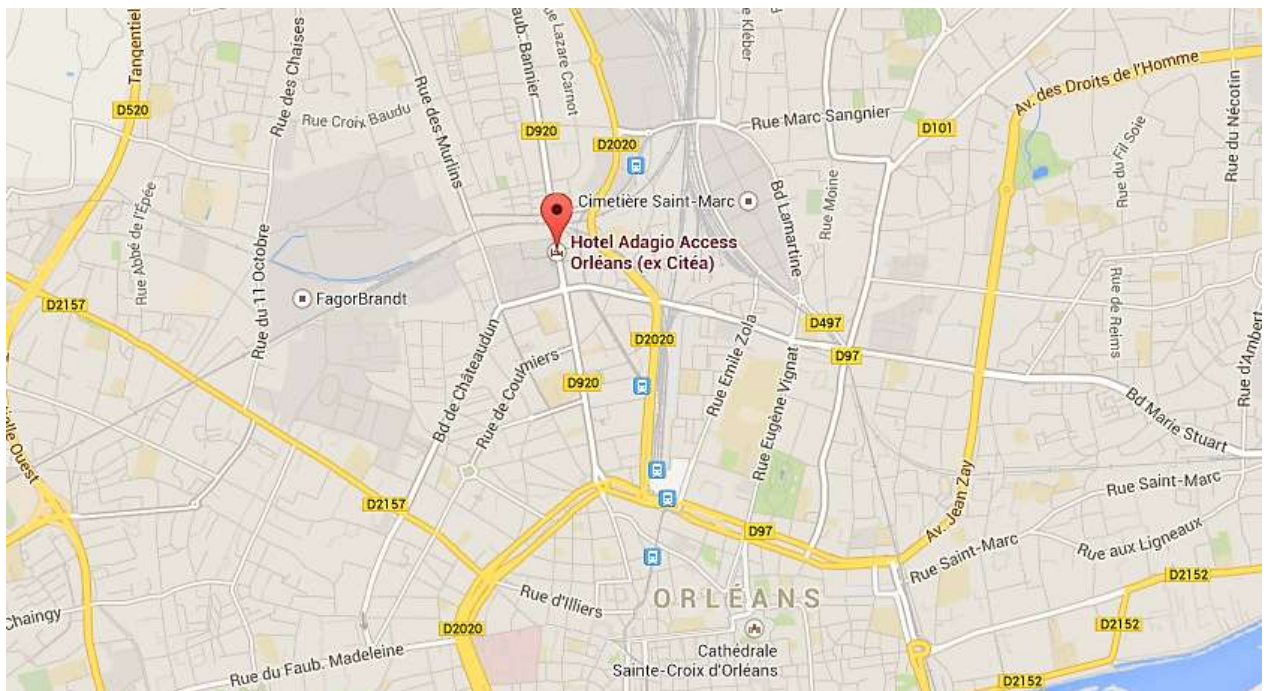 Tangentiel
D520
Rue des Chaises
Rue Croix Baudu
Rue des Murlins
aub. Bannier
Rue Lazare Carnot
D920
D2020
ue Kléber
Rue Marc Sangnier
D101
Av. des Droits de l'Homme
Rue du Fil Soie
Rue du Nécotin
Rue Abbé de l'Épée
Rue du 11 Octobre
Cimetière Saint-Marc
Bd Lamartine
Rue Moine
Hotel Adagio Access
Orléans (ex Citéa)
FagorBrandt
D2157
D2020
D497
D97
Rue de Reims
Rue d'Ambert
Bd de Châteaudun
Rue de Coulmiers
D920
Rue Emile Zola
Rue Eugène Vignat
Bd Marie Stuart
tielle Ouest
D2157
D97
Av. Jean Zay
Rue Saint-Marc
Rue Saint-Marc
Rue aux Ligneaux
D2152
Chaingy
Rue d'Illiers
ORLÉANS
D2020
D2152
Cathédrale
Sainte-Croix d'Orléans
Rue du Faub. Madeleine
D2152